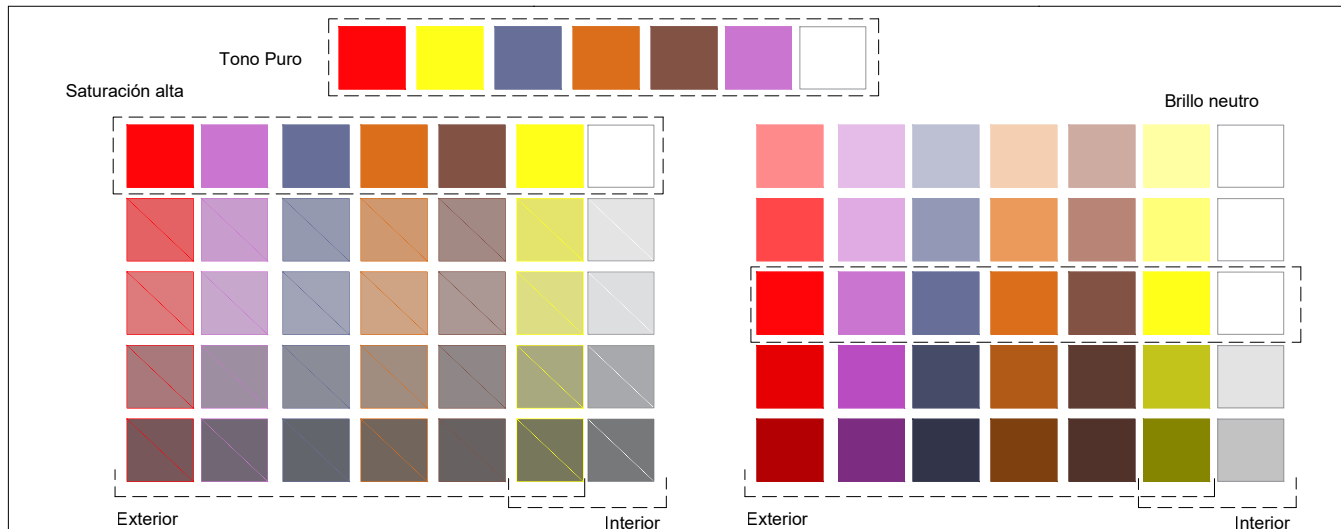 Tono Puro
Saturación alta
Brillo neutro
Exterior
Interior
Exterior
Interior